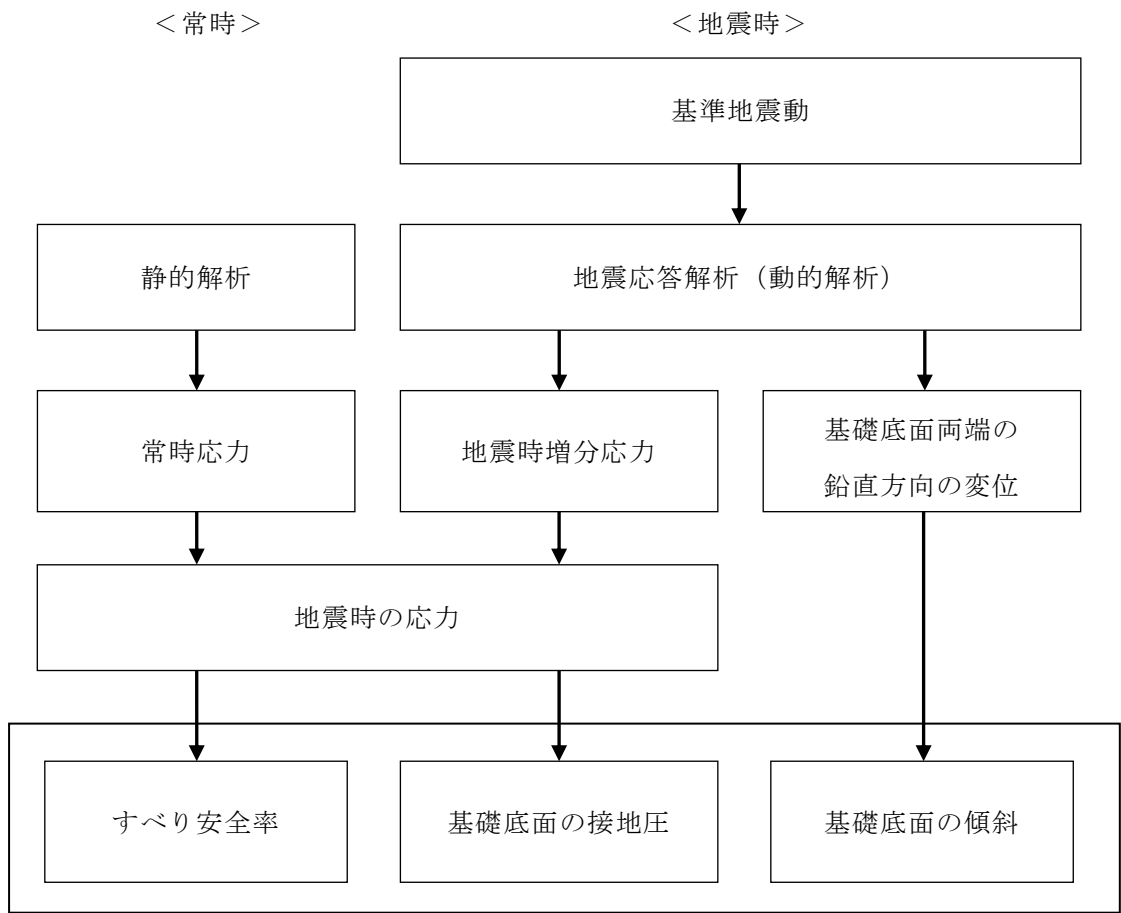 ＜常時＞
＜地震時＞
基準地震動
静的解析
地震応答解析（動的解析）
常時応力
地震時増分応力
基礎底面両端の
鉛直方向の変位
地震時の応力
すべり安全率
基礎底面の接地圧
基礎底面の傾斜